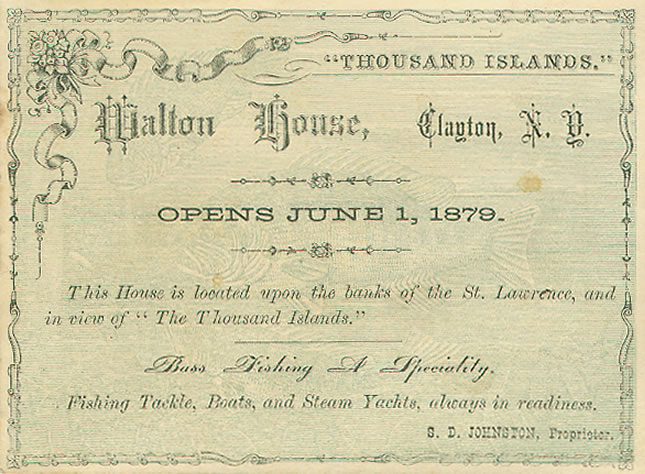 "THOUSAND ISLANDS."
Walton House, Clayton, N. Y.
OPENS JUNE 1, 1879.
This House is located upon the banks of the St. Lawrence, and
in view of " The Thousand Islands."
Bass Fishing A Speciality.
Fishing Tackle, Boats, and Steam Yachts, always in readiness.
S. D. JOHNSTON, Proprietor.